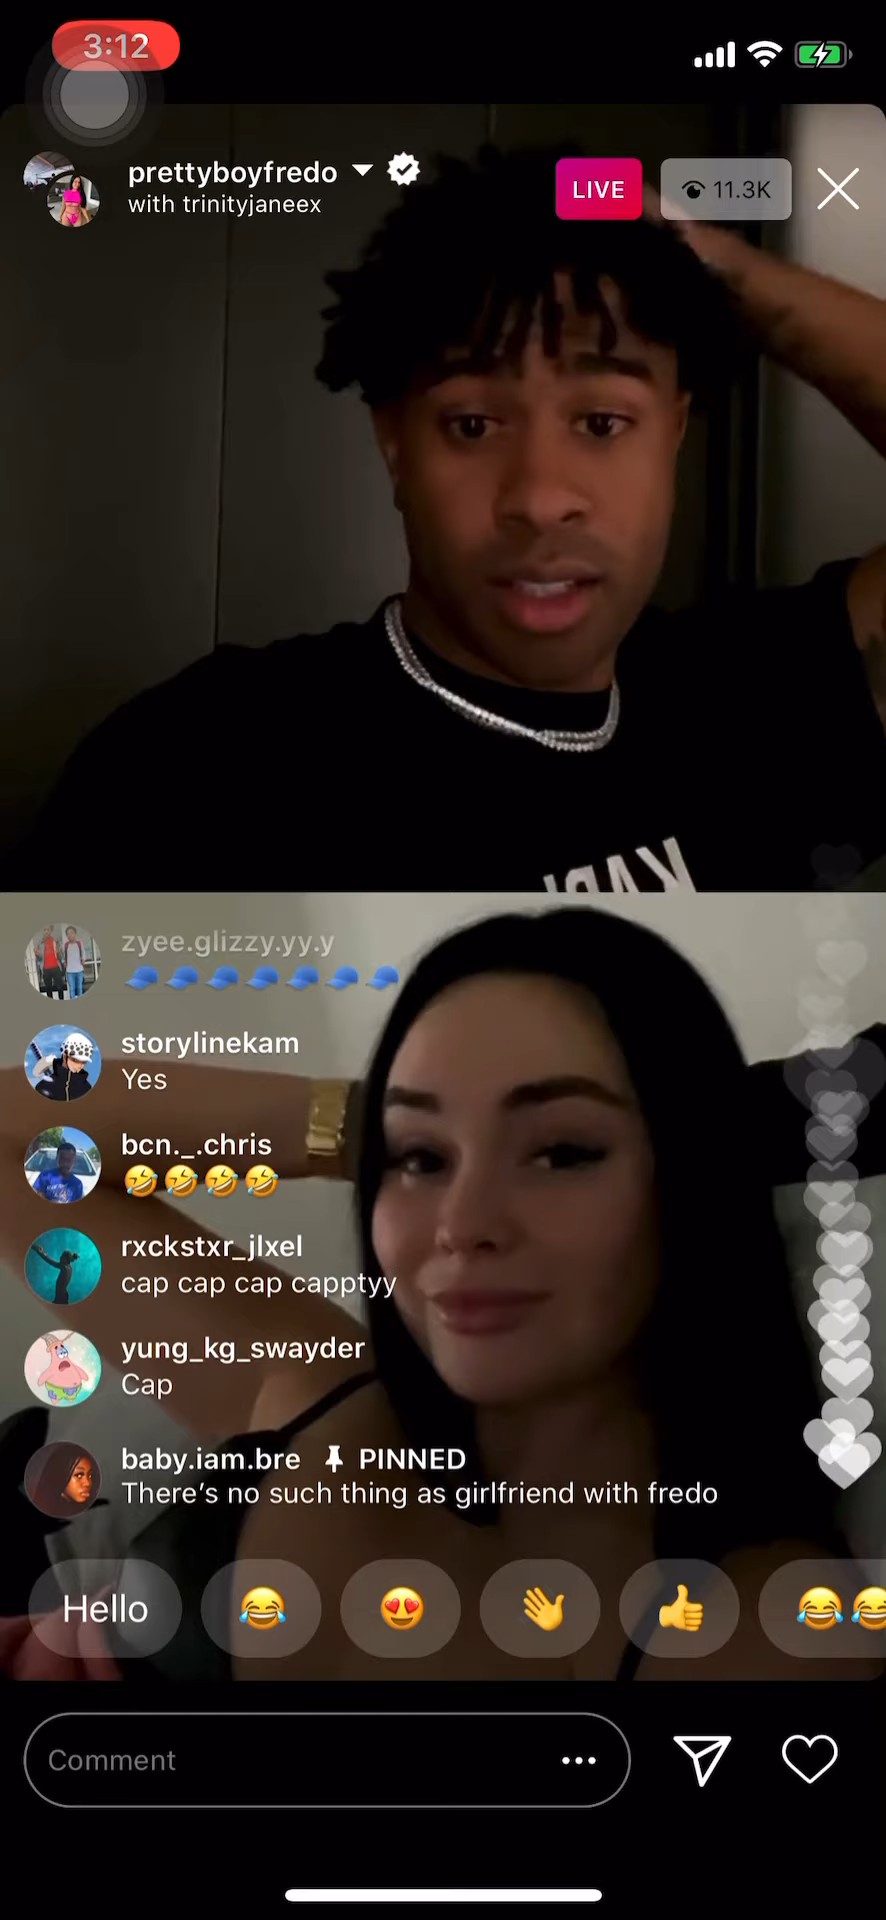 3:12
prettyboyfredo
with trinityjaneex
LIVE
11.3K
zyee.glizzy.yy.y
🧢🧢🧢🧢🧢🧢🧢
storylinekam
Yes
bcn._.chris
🤣🤣🤣🤣
rxckstxr_jlxel
cap cap cap capptyy
yung_kg_swayder
Cap
baby.iam.bre 📌 PINNED
There’s no such thing as girlfriend with fredo
Hello 😂 😍 👋 👍 😂😂
Comment